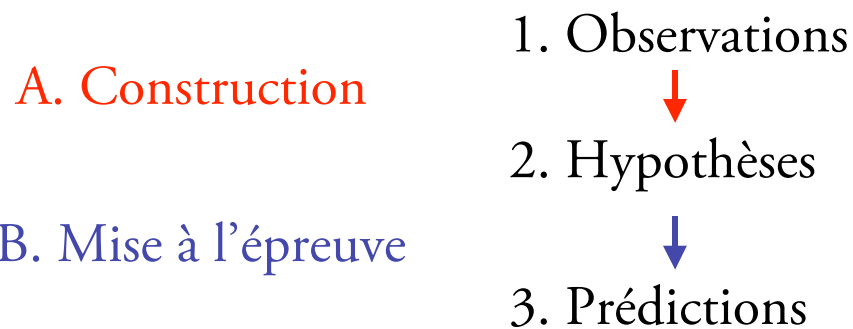 1. Observations
A. Construction
2. Hypothèses
B. Mise à l’épreuve
3. Prédictions